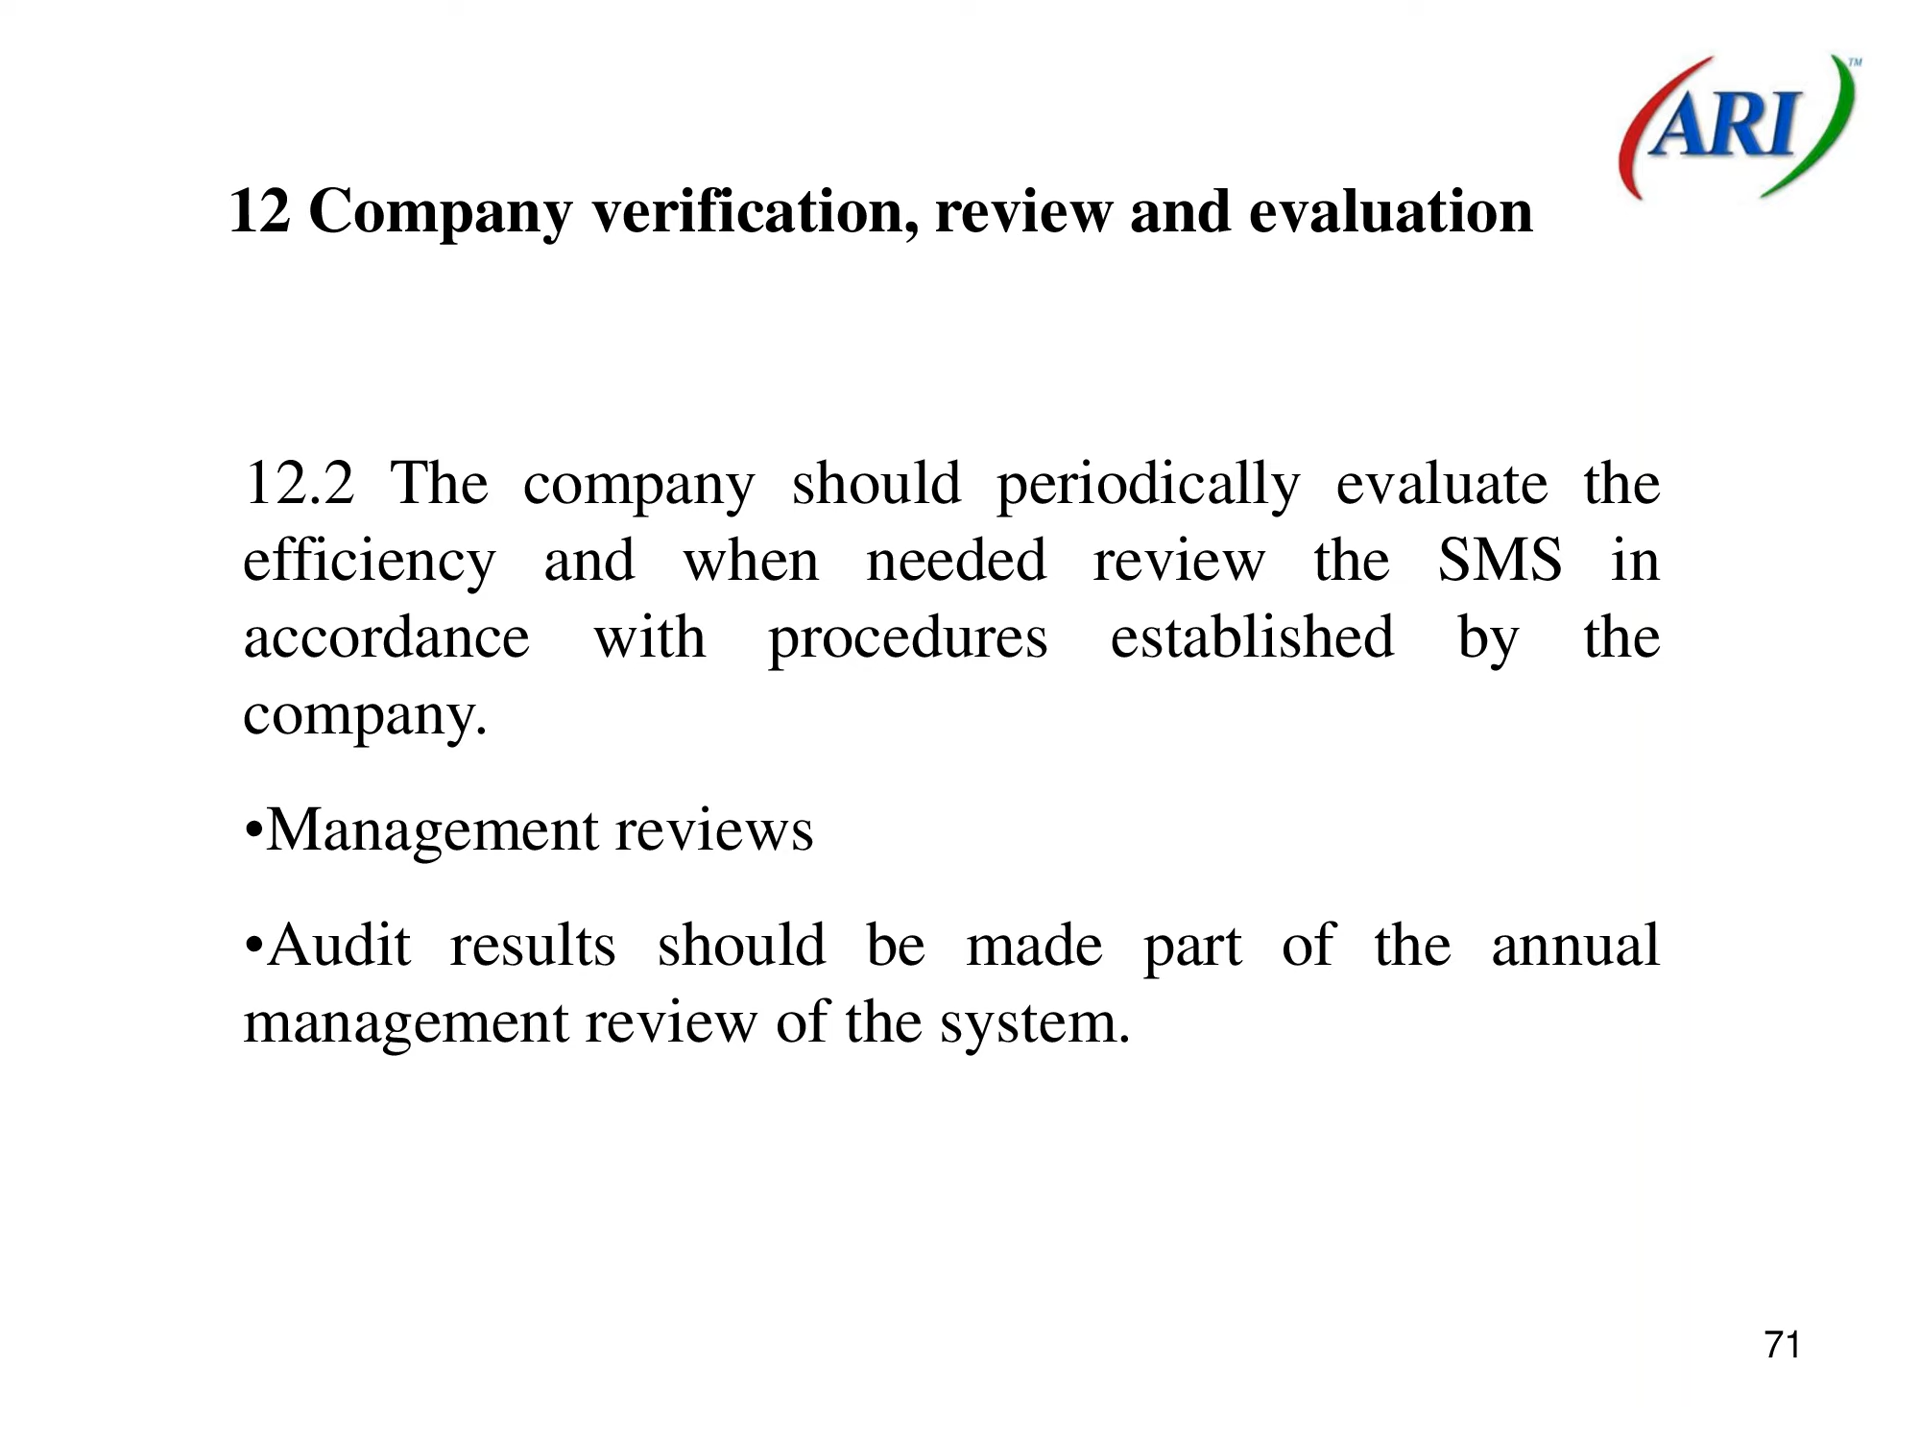 ARI TM
12 Company verification, review and evaluation
12.2 The company should periodically evaluate the
efficiency and when needed review the SMS in
accordance with procedures established by the
company.
•Management reviews
•Audit results should be made part of the annual
management review of the system.
71